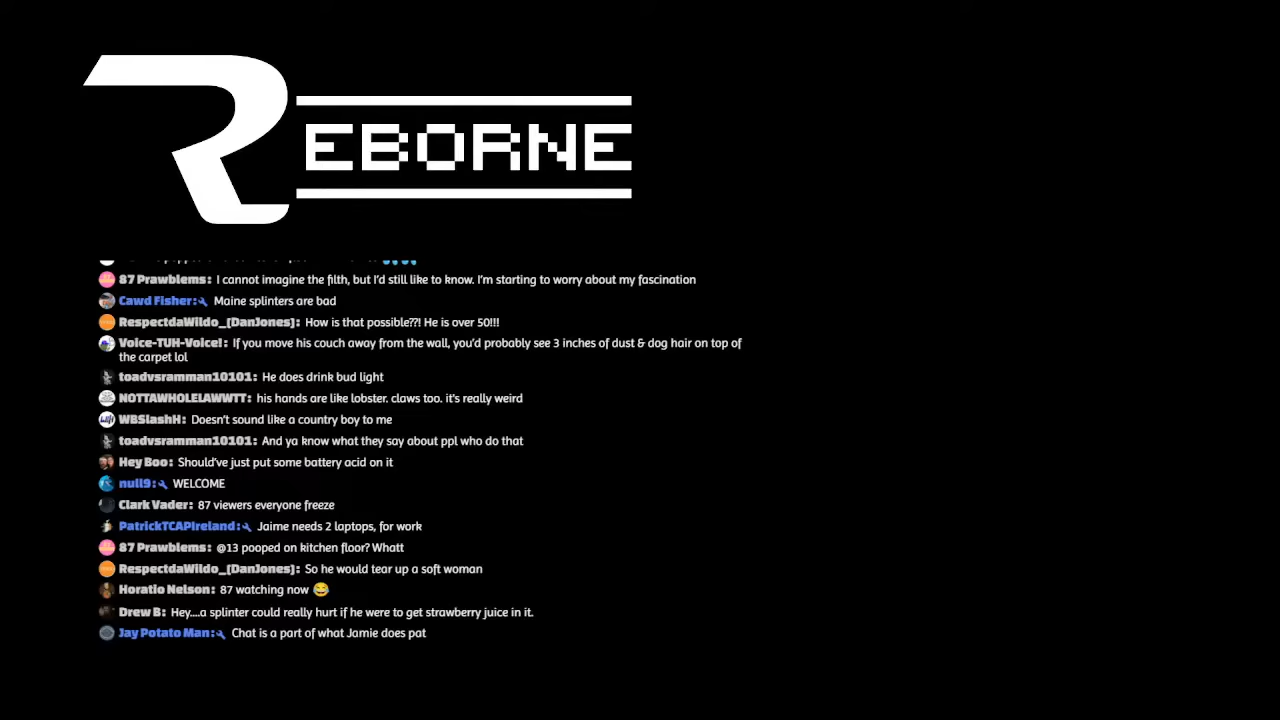 REBORNE
87 Prawblems: I cannot imagine the filth, but I'd still like to know. I'm starting to worry about my fascination
Cawd Fisher: Maine splinters are bad
RespectdaWildo_(DanJones): How is that possible??! He is over 50!!!
Voice-TUH-Voice!: If you move his couch away from the wall, you'd probably see 3 inches of dust & dog hair on top of
the carpet lol
toadvsramman10101: He does drink bud light
NOTTAWHOLELAWWTT: his hands are like lobster. claws too. it's really weird
WBSlashH: Doesn't sound like a country boy to me
toadvsramman10101: And ya know what they say about ppl who do that
Hey Boo: Should've just put some battery acid on it
null9: WELCOME
Clark Vader: 87 viewers everyone freeze
PatrickTCAPIreland: Jaime needs 2 laptops, for work
87 Prawblems: @13 pooped on kitchen floor? Whatt
RespectdaWildo_(DanJones): So he would tear up a soft woman
Horatio Nelson: 87 watching now 😂
Drew B: Hey....a splinter could really hurt if he were to get strawberry juice in it.
Jay Potato Man: Chat is a part of what Jamie does pat